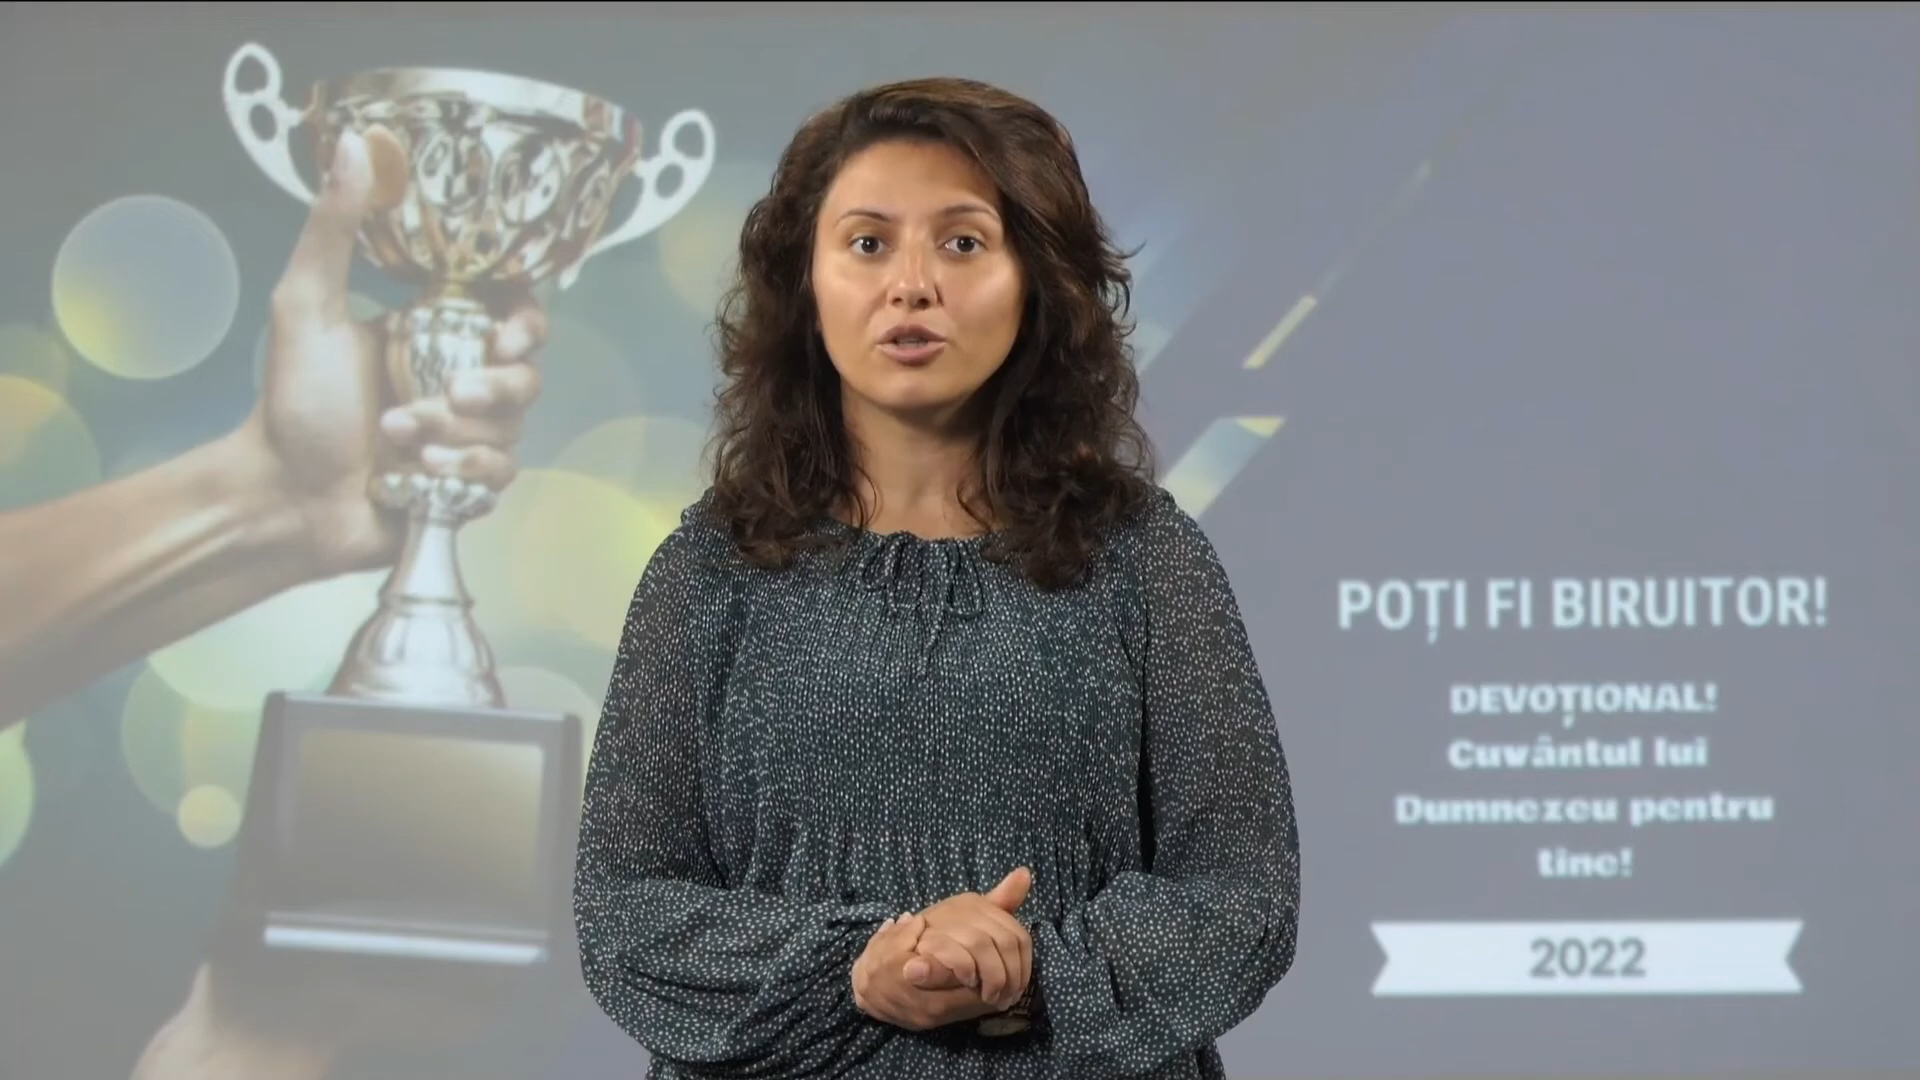 POȚI FI BIRUITOR!
DEVOȚIONAL!
Cuvântul lui
Dumnezeu pentru
tine!
2022